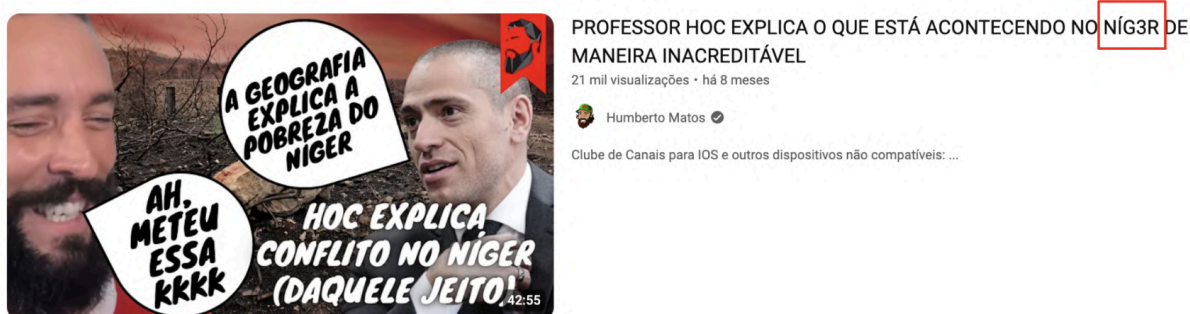 A GEOGRAFIA
EXPLICA A
POBREZA DO
NÍGER
AH,
METEU
ESSA
KKKK
HOC EXPLICA
CONFLITO NO NÍGER
(DAQUELE JEITO)
42:55
PROFESSOR HOC EXPLICA O QUE ESTÁ ACONTECENDO NO NÍG3R DE
MANEIRA INACREDITÁVEL
21 mil visualizações • há 8 meses
Humberto Matos
Clube de Canais para IOS e outros dispositivos não compatíveis: ...